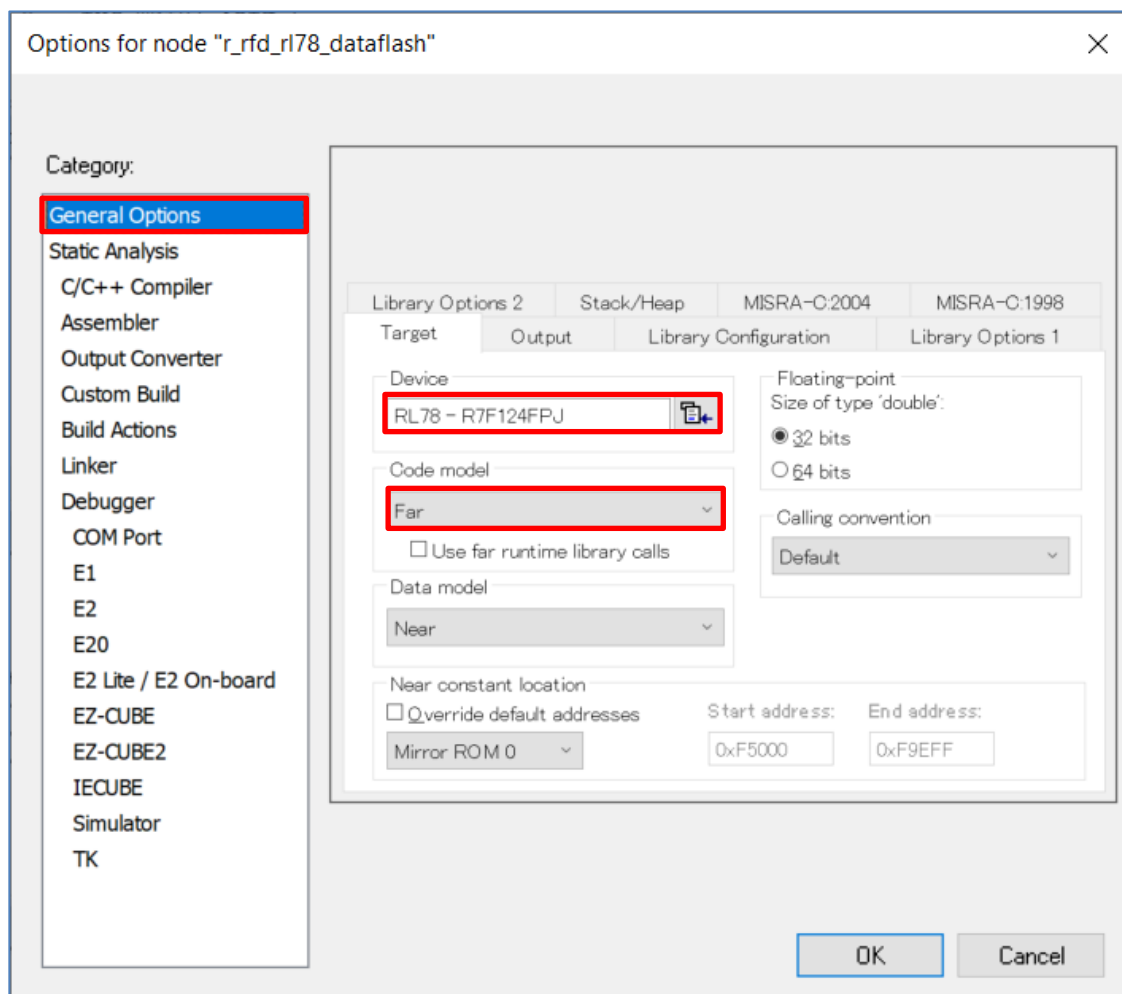 Options for node "r_rfd_rl78_dataflash"
Category:
General Options
Static Analysis
C/C++ Compiler
Assembler
Output Converter
Custom Build
Build Actions
Linker
Debugger
COM Port
E1
E2
E20
E2 Lite / E2 On-board
EZ-CUBE
EZ-CUBE2
IECUBE
Simulator
TK
Library Options 2 Stack/Heap MISRA-C:2004 MISRA-C:1998
Target Output Library Configuration Library Options 1
Device
RL78 - R7F124FPJ
Code model
Far
Use far runtime library calls
Data model
Near
Floating-point
Size of type 'double':
32 bits
64 bits
Calling convention
Default
Near constant location
Override default addresses
Mirror ROM 0
Start address: End address:
0xF5000 0xF9EFF
OK Cancel